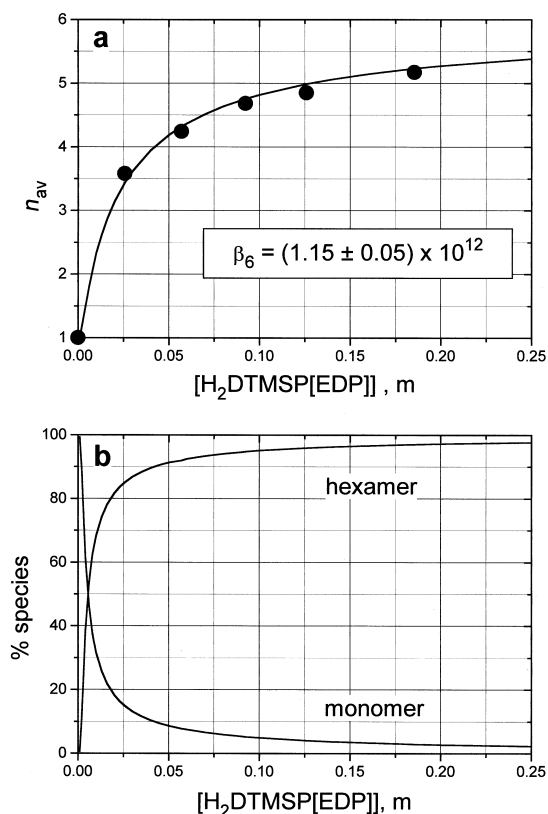 a
6
5
4
3
2
1
n_av
β₆ = (1.15 ± 0.05) x 10¹²
0.00 0.05 0.10 0.15 0.20 0.25
[H₂DTMSP[EDP]] , m
b
100
80
60
40
20
0
% species
hexamer
monomer
0.00 0.05 0.10 0.15 0.20 0.25
[H₂DTMSP[EDP]], m